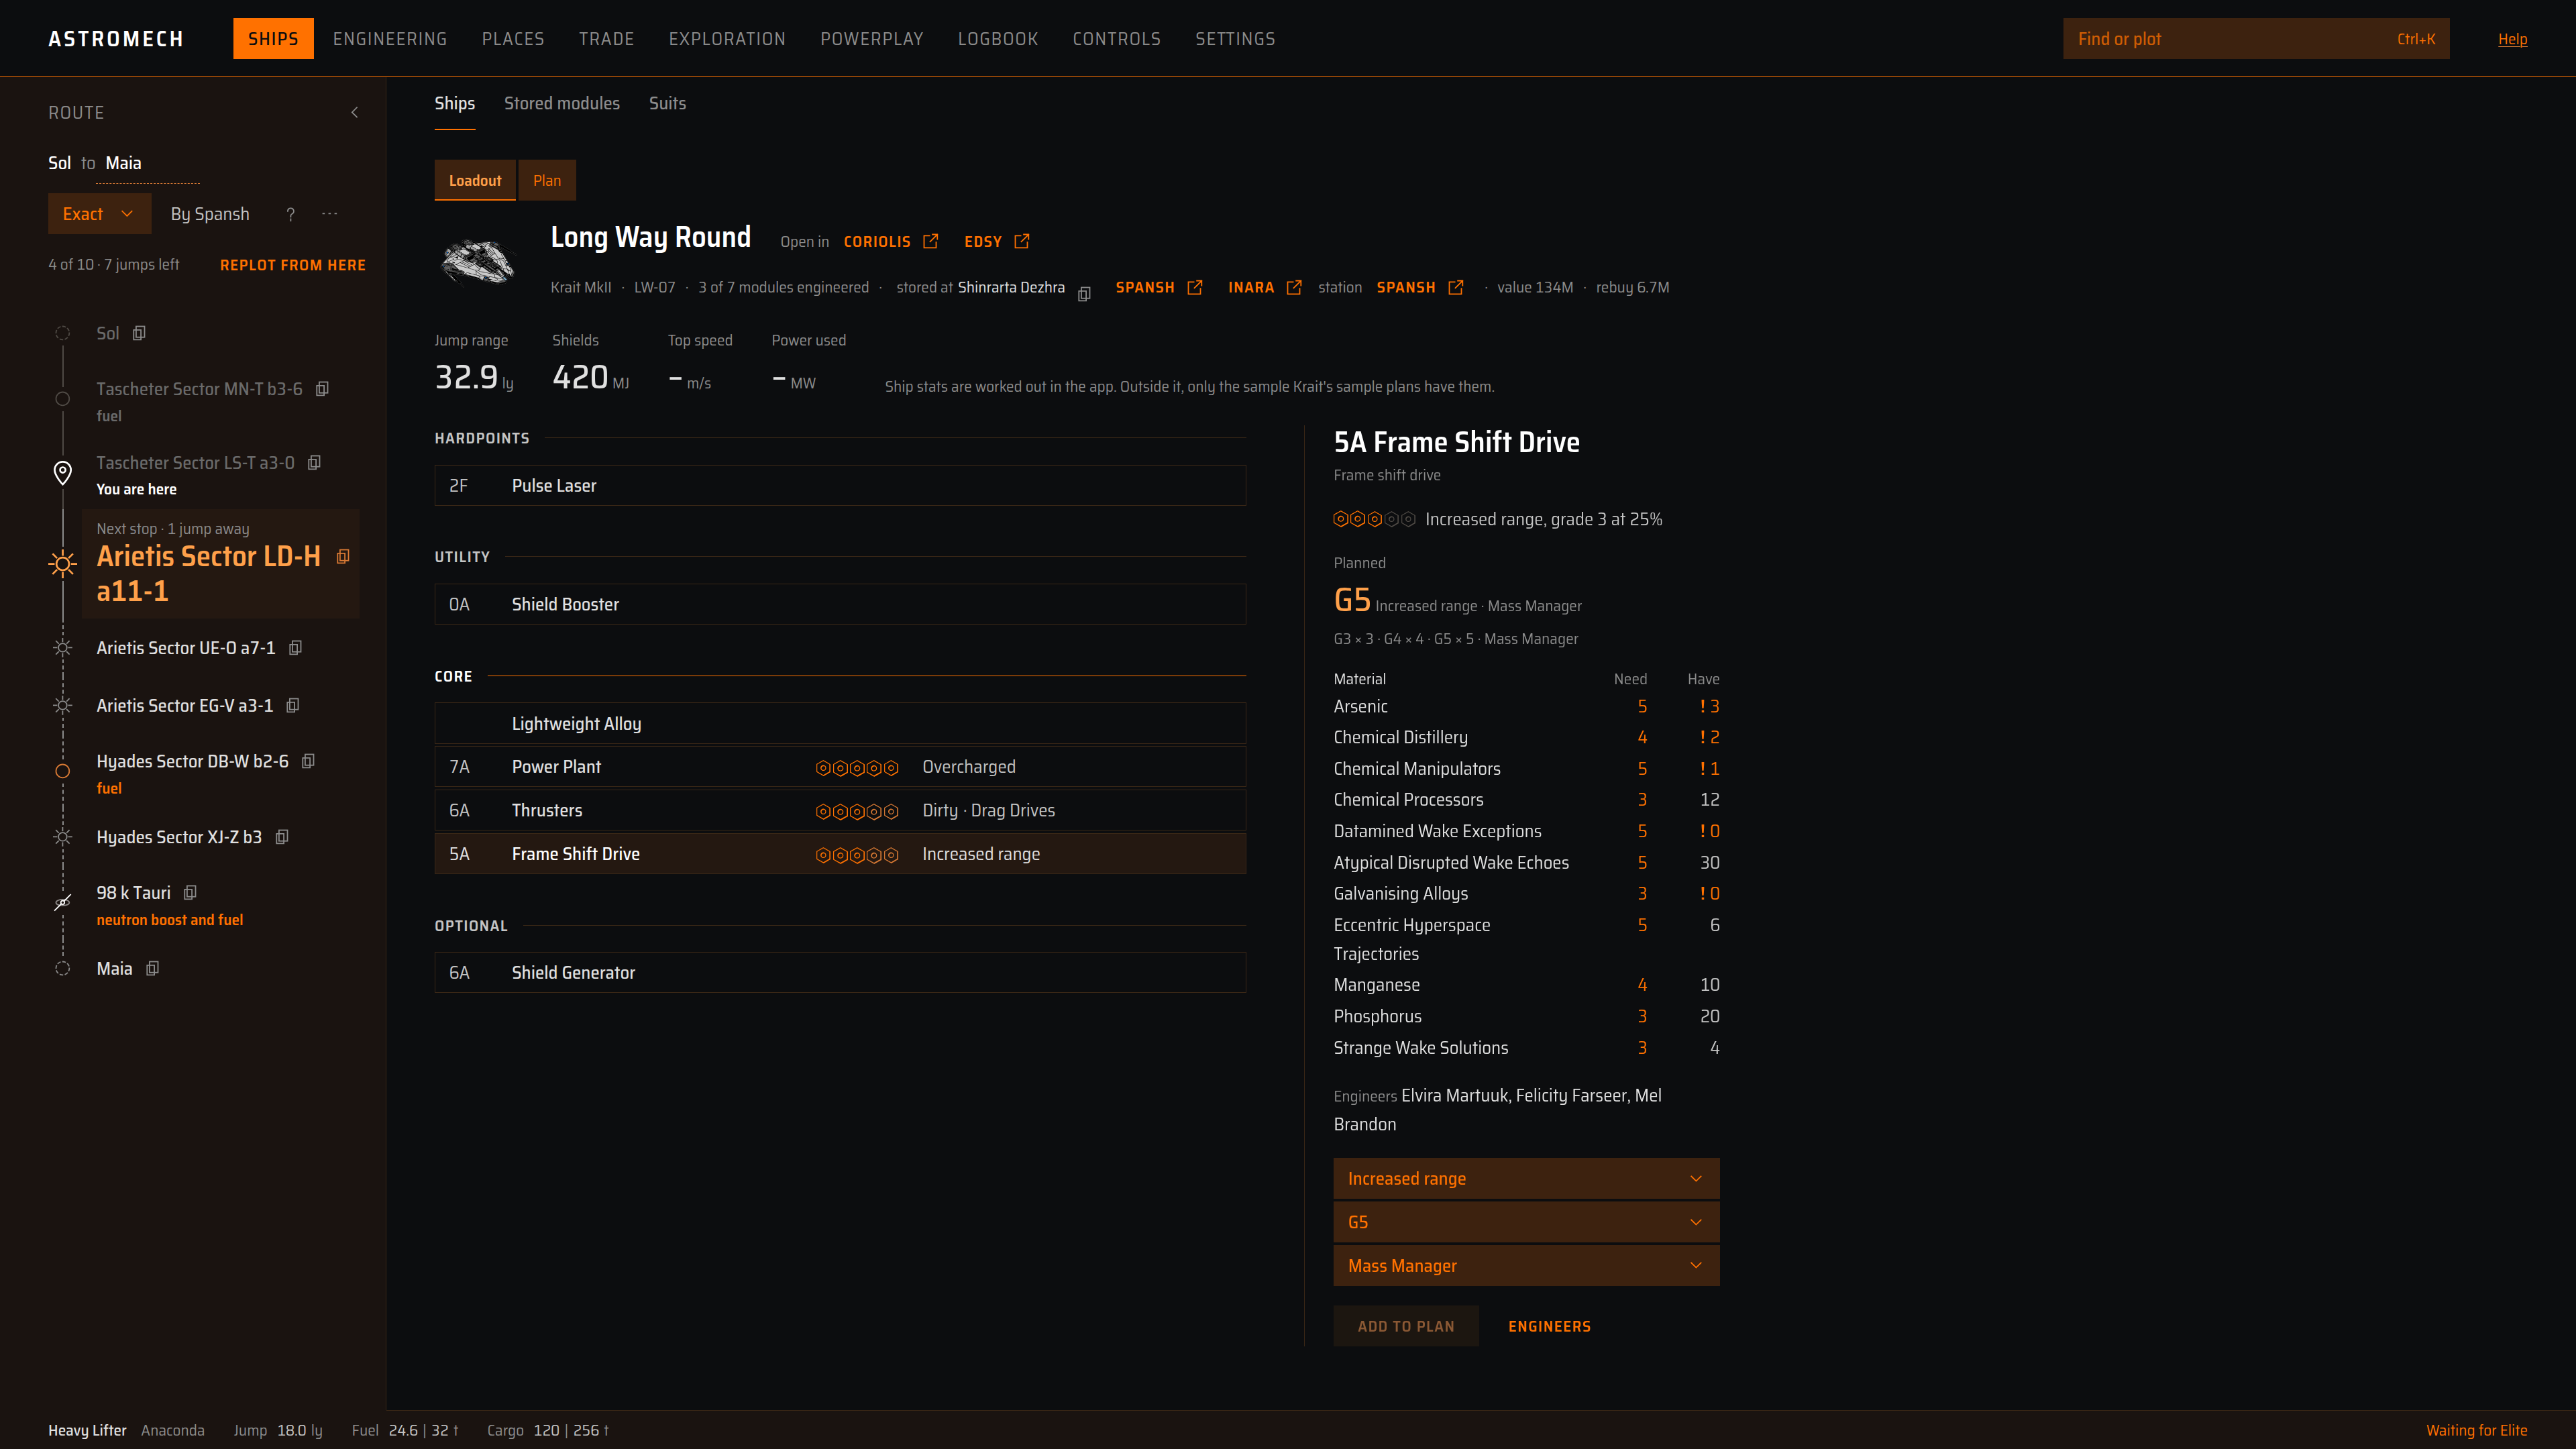 ASTROMECH
SHIPS
ENGINEERING
PLACES
TRADE
EXPLORATION
POWERPLAY
LOGBOOK
CONTROLS
SETTINGS
Find or plot
Ctrl+K
Help
ROUTE
Sol to Maia
Exact
By Spansh
?
4 of 10 · 7 jumps left
REPLOT FROM HERE
Sol
Tascheter Sector MN-T b3-6
fuel
Tascheter Sector LS-T a3-0
You are here
Next stop · 1 jump away
Arietis Sector LD-H
a11-1
Arietis Sector UE-O a7-1
Arietis Sector EG-V a3-1
Hyades Sector DB-W b2-6
fuel
Hyades Sector XJ-Z b3
98 k Tauri
neutron boost and fuel
Maia
Ships
Stored modules
Suits
Loadout
Plan
Long Way Round
Open in CORIOLIS EDSY
Krait MkII · LW-07 · 3 of 7 modules engineered · stored at Shinrarta Dezhra SPANSH INARA station SPANSH · value 134M · rebuy 6.7M
Jump range
32.9 ly
Shields
420 MJ
Top speed
– m/s
Power used
– MW
Ship stats are worked out in the app. Outside it, only the sample Krait's sample plans have them.
HARDPOINTS
2F Pulse Laser
UTILITY
0A Shield Booster
CORE
Lightweight Alloy
7A Power Plant Overcharged
6A Thrusters Dirty · Drag Drives
5A Frame Shift Drive Increased range
OPTIONAL
6A Shield Generator
5A Frame Shift Drive
Frame shift drive
Increased range, grade 3 at 25%
Planned
G5 Increased range · Mass Manager
G3 × 3 · G4 × 4 · G5 × 5 · Mass Manager
Material Need Have
Arsenic 5 ! 3
Chemical Distillery 4 ! 2
Chemical Manipulators 5 ! 1
Chemical Processors 3 12
Datamined Wake Exceptions 5 ! 0
Atypical Disrupted Wake Echoes 5 30
Galvanising Alloys 3 ! 0
Eccentric Hyperspace 5 6
Trajectories
Manganese 4 10
Phosphorus 3 20
Strange Wake Solutions 3 4
Engineers Elvira Martuuk, Felicity Farseer, Mel
Brandon
Increased range
G5
Mass Manager
ADD TO PLAN
ENGINEERS
Heavy Lifter Anaconda Jump 18.0 ly Fuel 24.6 | 32 t Cargo 120 | 256 t
Waiting for Elite